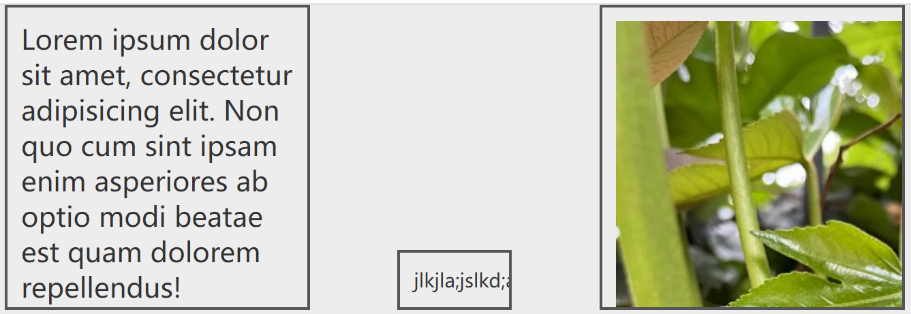 Lorem ipsum dolor
sit amet, consectetur
adipisicing elit. Non
quo cum sint ipsam
enim asperiores ab
optio modi beatae
est quam dolorem
repellendus!
jlkjla;jslkd;a